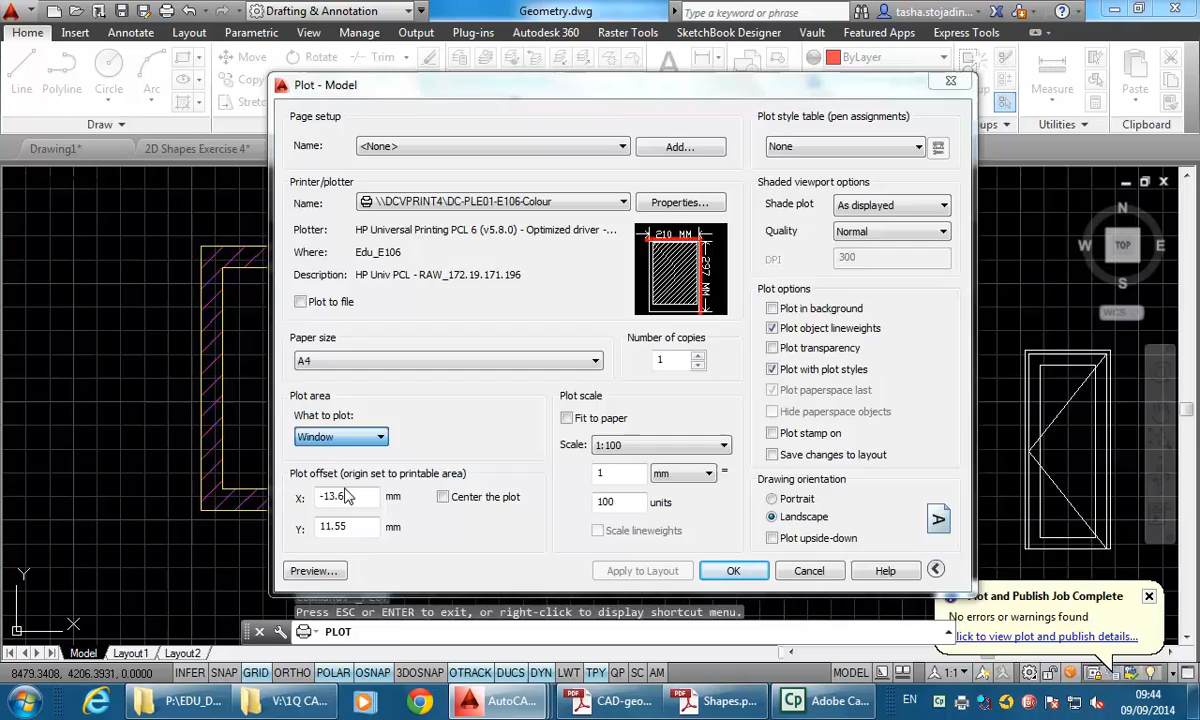 Drafting & Annotation
Geometry.dwg
Type a keyword or phrase
tasha.stojadin...
Home Insert Annotate Layout Parametric View Manage Output Plug-ins Autodesk 360 Raster Tools SketchBook Designer Vault Featured Apps Express Tools
Line Polyline Circle Arc
Move Rotate Trim
ByLayer
Measure Paste
Draw
Utilities Clipboard
Drawing1* 2D Shapes Exercise 4*
Plot - Model
Page setup
Name: <None> Add...
Plot style table (pen assignments)
None
Printer/plotter
Name: \\DCVPRINT4\DC-PLE01-E106-Colour Properties...
Plotter: HP Universal Printing PCL 6 (v5.8.0) - Optimized driver -...
Where: Edu_E106
Description: HP Univ PCL - RAW_172.19.171.196
Plot to file
210 MM
297 MM
Shaded viewport options
Shade plot As displayed
Quality Normal
DPI 300
Paper size
A4
Number of copies
1
Plot options
Plot in background
Plot object lineweights
Plot transparency
Plot with plot styles
Plot paperspace last
Hide paperspace objects
Plot stamp on
Save changes to layout
Plot area
What to plot:
Window
Plot scale
Fit to paper
Scale: 1:100
1 mm =
100 units
Scale lineweights
Plot offset (origin set to printable area)
X: -13.6 mm Center the plot
Y: 11.55 mm
Drawing orientation
Portrait
Landscape
Plot upside-down
A
Preview... Apply to Layout OK Cancel Help
N
W TOP E
S
WCS
Y
X
Press ESC or ENTER to exit, or right-click to display shortcut menu.
PLOT
Plot and Publish Job Complete
No errors or warnings found
Click to view plot and publish details...
Model Layout1 Layout2
8479.3408, 4206.3931, 0.0000 INFER SNAP GRID ORTHO POLAR OSNAP 3DOSNAP OTRACK DUCS DYN LWT TPY QP SC AM MODEL 1:1
P:\EDU_D... V:\1Q CA... AutoCA... CAD-geo... Shapes.p... Adobe Ca... EN
09:44
09/09/2014